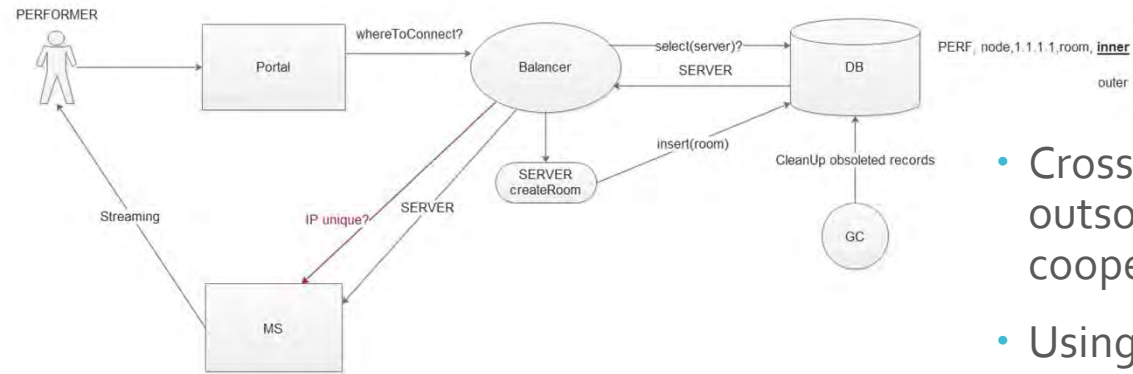 PERFORMER
whereToConnect?
Portal
Balancer
select(server)?
SERVER
DB
PERF, node,1.1.1.1,room, inner
outer
insert(room)
SERVER
createRoom
CleanUp obsoleted records
GC
Streaming
IP unique?
SERVER
MS
• Cross
outso
coope
• Using